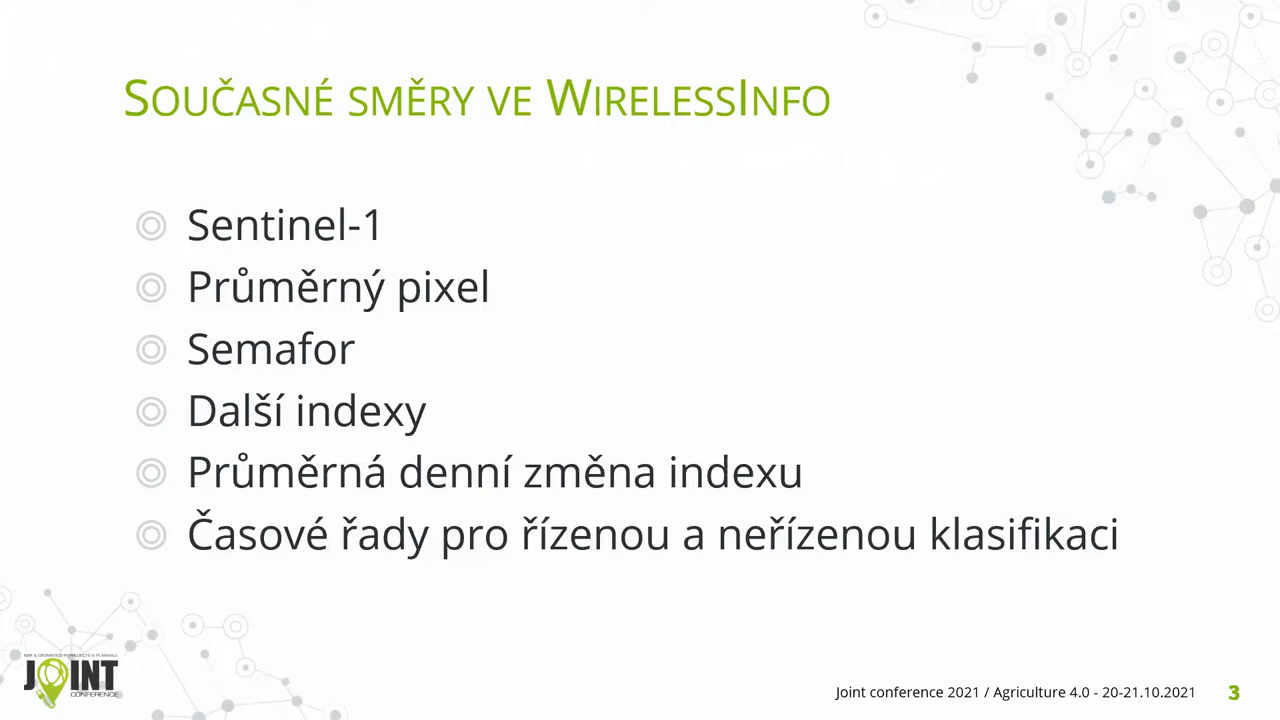 Současné směry ve WirelessInfo
Sentinel-1
Průměrný pixel
Semafor
Další indexy
Průměrná denní změna indexu
Časové řady pro řízenou a neřízenou klasifikaci
JOINT
CONFERENCE
Joint conference 2021 / Agriculture 4.0 - 20-21.10.2021
3